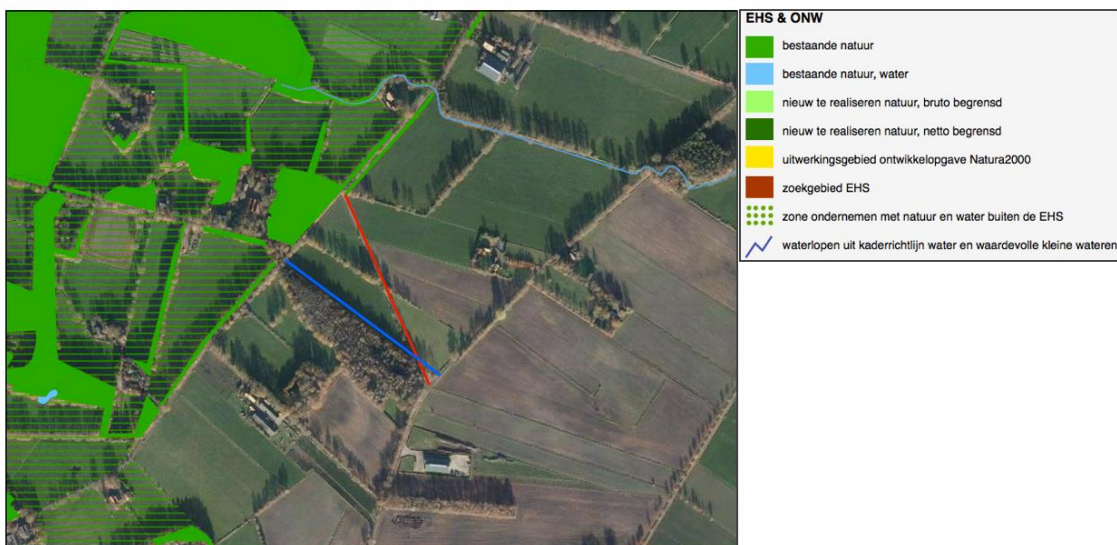 EHS & ONW
bestaande natuur
bestaande natuur, water
nieuw te realiseren natuur, bruto begrensd
nieuw te realiseren natuur, netto begrensd
uitwerkingsgebied ontwikkelopgave Natura2000
zoekgebied EHS
zone ondernemen met natuur en water buiten de EHS
waterlopen uit kaderrichtlijn water en waardevolle kleine wateren